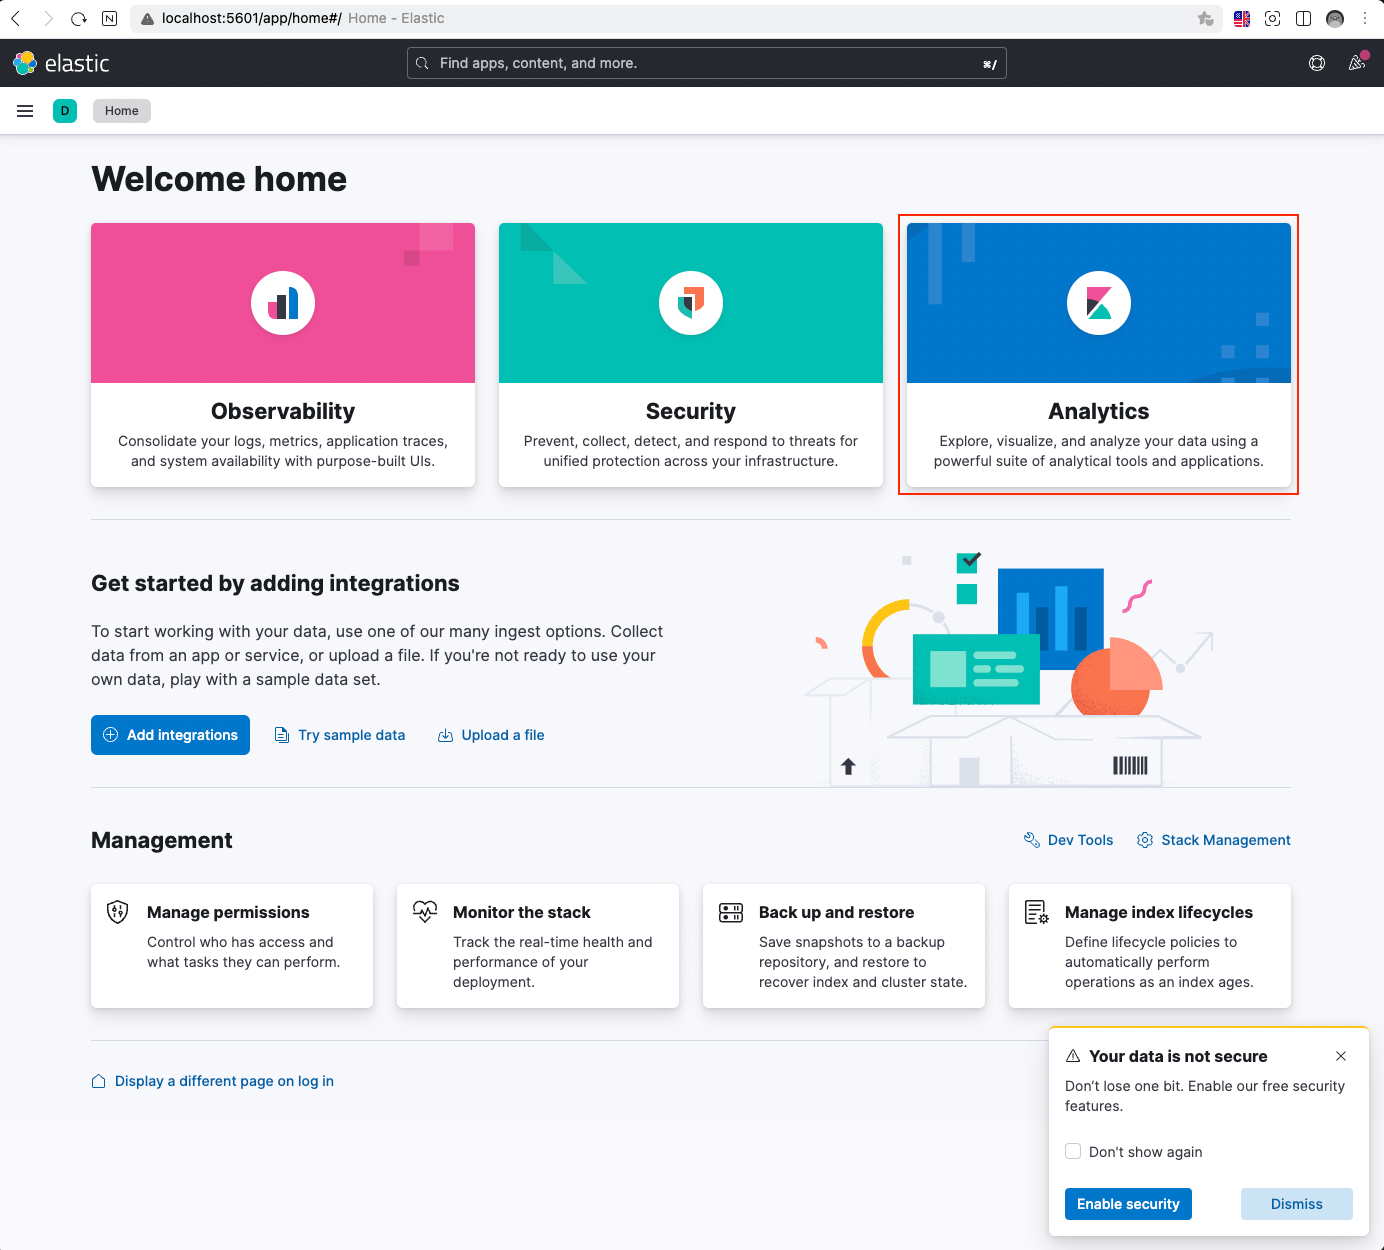 localhost:5601/app/home#/ Home - Elastic
elastic
Find apps, content, and more.
⌘/
D
Home
Welcome home
Observability
Consolidate your logs, metrics, application traces,
and system availability with purpose-built UIs.
Security
Prevent, collect, detect, and respond to threats for
unified protection across your infrastructure.
Analytics
Explore, visualize, and analyze your data using a
powerful suite of analytical tools and applications.
Get started by adding integrations
To start working with your data, use one of our many ingest options. Collect
data from an app or service, or upload a file. If you're not ready to use your
own data, play with a sample data set.
Add integrations
Try sample data
Upload a file
Management
Dev Tools
Stack Management
Manage permissions
Control who has access and
what tasks they can perform.
Monitor the stack
Track the real-time health and
performance of your
deployment.
Back up and restore
Save snapshots to a backup
repository, and restore to
recover index and cluster state.
Manage index lifecycles
Define lifecycle policies to
automatically perform
operations as an index ages.
Display a different page on log in
Your data is not secure
Don’t lose one bit. Enable our free security
features.
Don't show again
Enable security
Dismiss